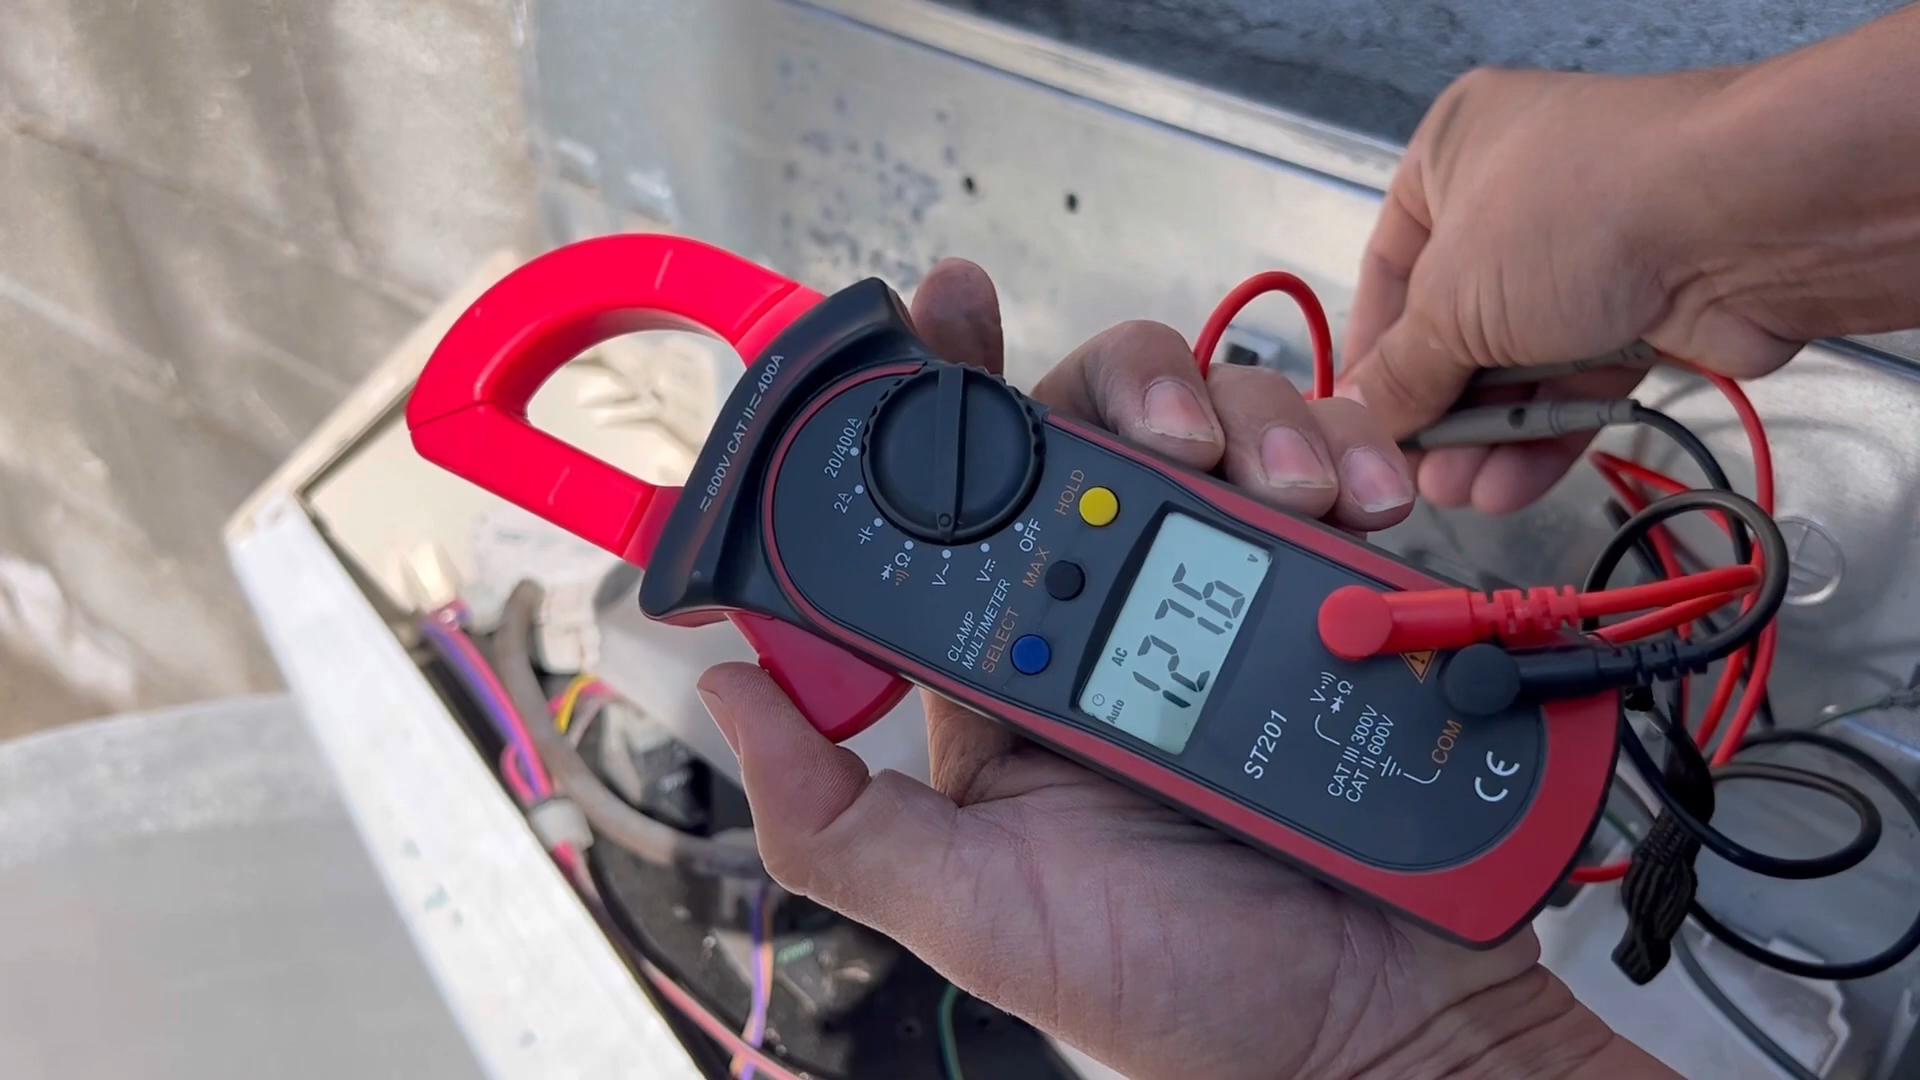 ≂600V CAT II≂400A
20/400A
2A
Ω
V~
V⎓
OFF
HOLD
MAX
SELECT
CLAMP
MULTIMETER
AC
Auto
127.6
V
ST201
V Ω
CAT III 300V
CAT II 600V
COM
CE